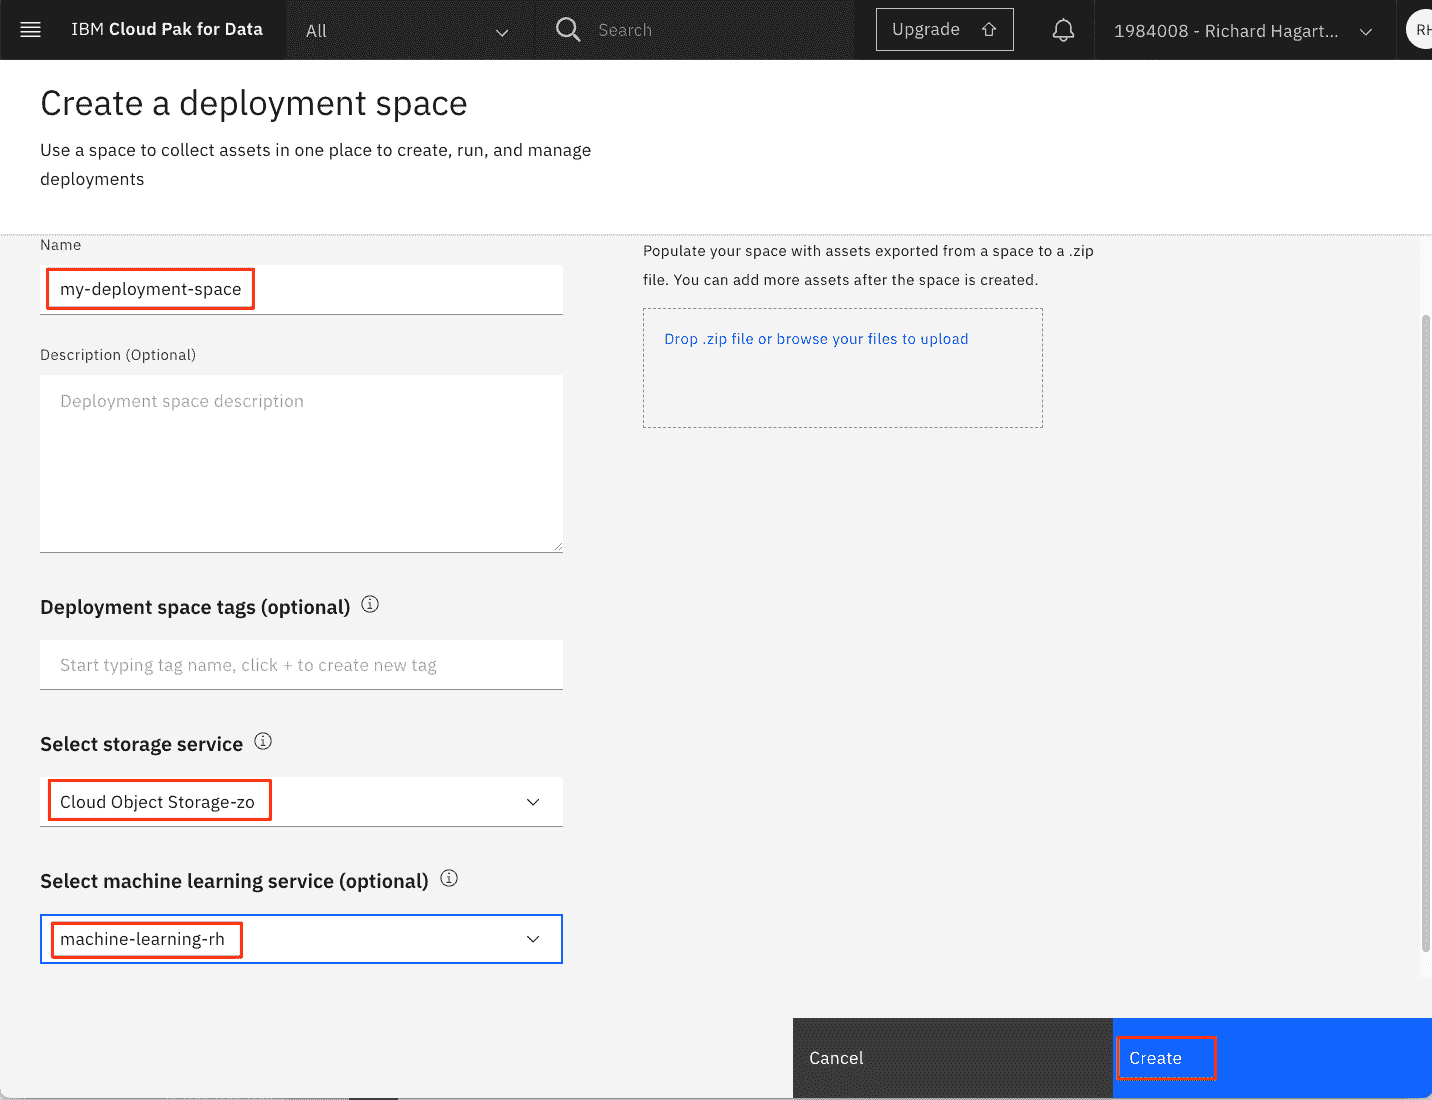 IBM Cloud Pak for Data
All
Search
Upgrade
1984008 - Richard Hagart...
RH
Create a deployment space
Use a space to collect assets in one place to create, run, and manage
deployments
Name
my-deployment-space
Description (Optional)
Deployment space description
Deployment space tags (optional)
Start typing tag name, click + to create new tag
Select storage service
Cloud Object Storage-zo
Select machine learning service (optional)
machine-learning-rh
Populate your space with assets exported from a space to a .zip
file. You can add more assets after the space is created.
Drop .zip file or browse your files to upload
Cancel
Create